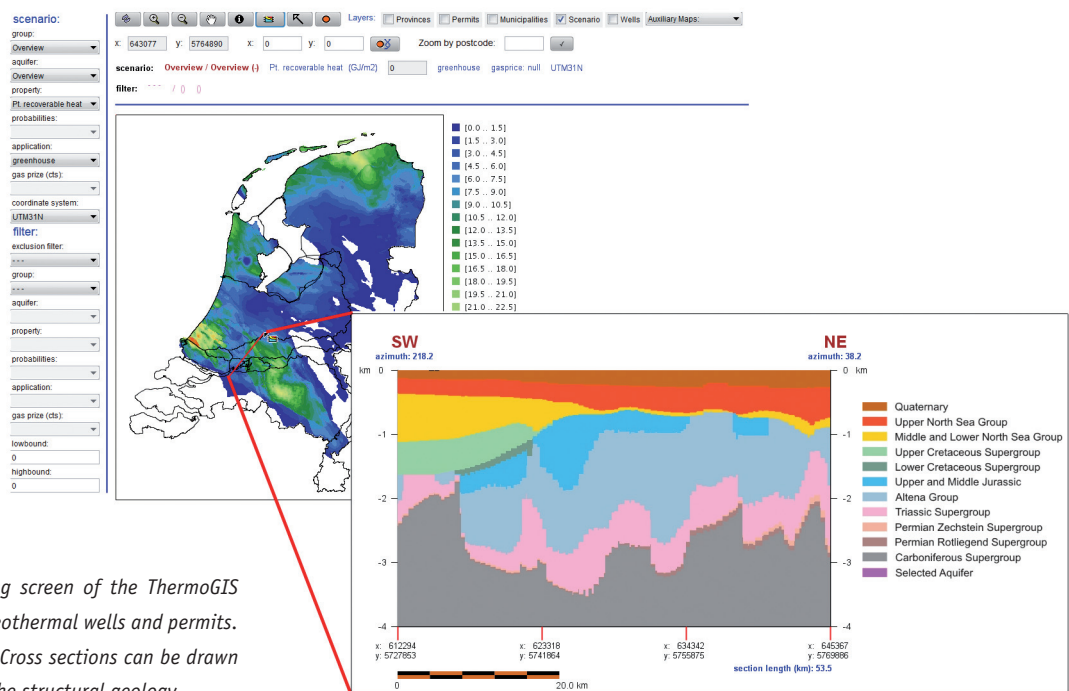 scenario:
group:
Overview
aquifer:
Overview
property:
Pt. recoverable heat
probabilities:
application:
greenhouse
gas prize (cts):
coordinate system:
UTM31N
filter:
exclusion filter:
---
group:
---
aquifer:
property:
probabilities:
application:
gas prize (cts):
lowbound:
0
highbound:
0
Layers: Provinces Permits Municipalities Scenario Wells Auxiliary Maps:
x: 643077 y: 5764890 x: 0 y: 0 Zoom by postcode:
scenario: Overview / Overview (-) Pt. recoverable heat (GJ/m2) 0 greenhouse gasprice: null UTM31N
filter: --- / () ()
[0.0 .. 1.5]
[1.5 .. 3.0]
[3.0 .. 4.5]
[4.5 .. 6.0]
[6.0 .. 7.5]
[7.5 .. 9.0]
[9.0 .. 10.5]
[10.5 .. 12.0]
[12.0 .. 13.5]
[13.5 .. 15.0]
[15.0 .. 16.5]
[16.5 .. 18.0]
[18.0 .. 19.5]
[19.5 .. 21.0]
[21.0 .. 22.5]
SW
azimuth: 218.2
NE
azimuth: 38.2
km 0
-1
-2
-3
-4
0 km
-1
-2
-3
-4
x: 612294
y: 5727853
x: 623318
y: 5741864
x: 634342
y: 5755875
x: 645367
y: 5769886
section length (km): 53.5
0 20.0 km
Quaternary
Upper North Sea Group
Middle and Lower North Sea Group
Upper Cretaceous Supergroup
Lower Cretaceous Supergroup
Upper and Middle Jurassic
Altena Group
Triassic Supergroup
Permian Zechstein Supergroup
Permian Rotliegend Supergroup
Carboniferous Supergroup
Selected Aquifer
g screen of the ThermoGIS
eothermal wells and permits.
Cross sections can be drawn
he structural geology